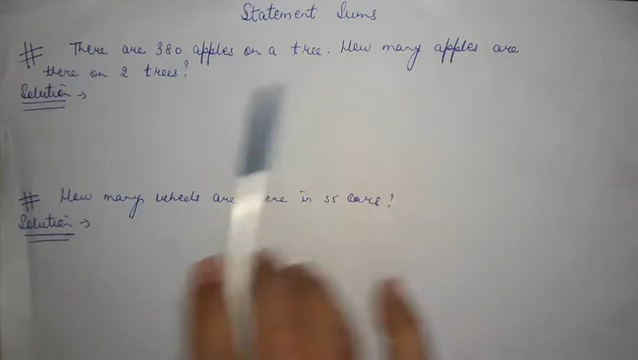 Statement Sums
# There are 380 apples on a tree. How many apples are
there on 2 trees?
Solution →
# How many wheels are in 35 cars?
Solution →